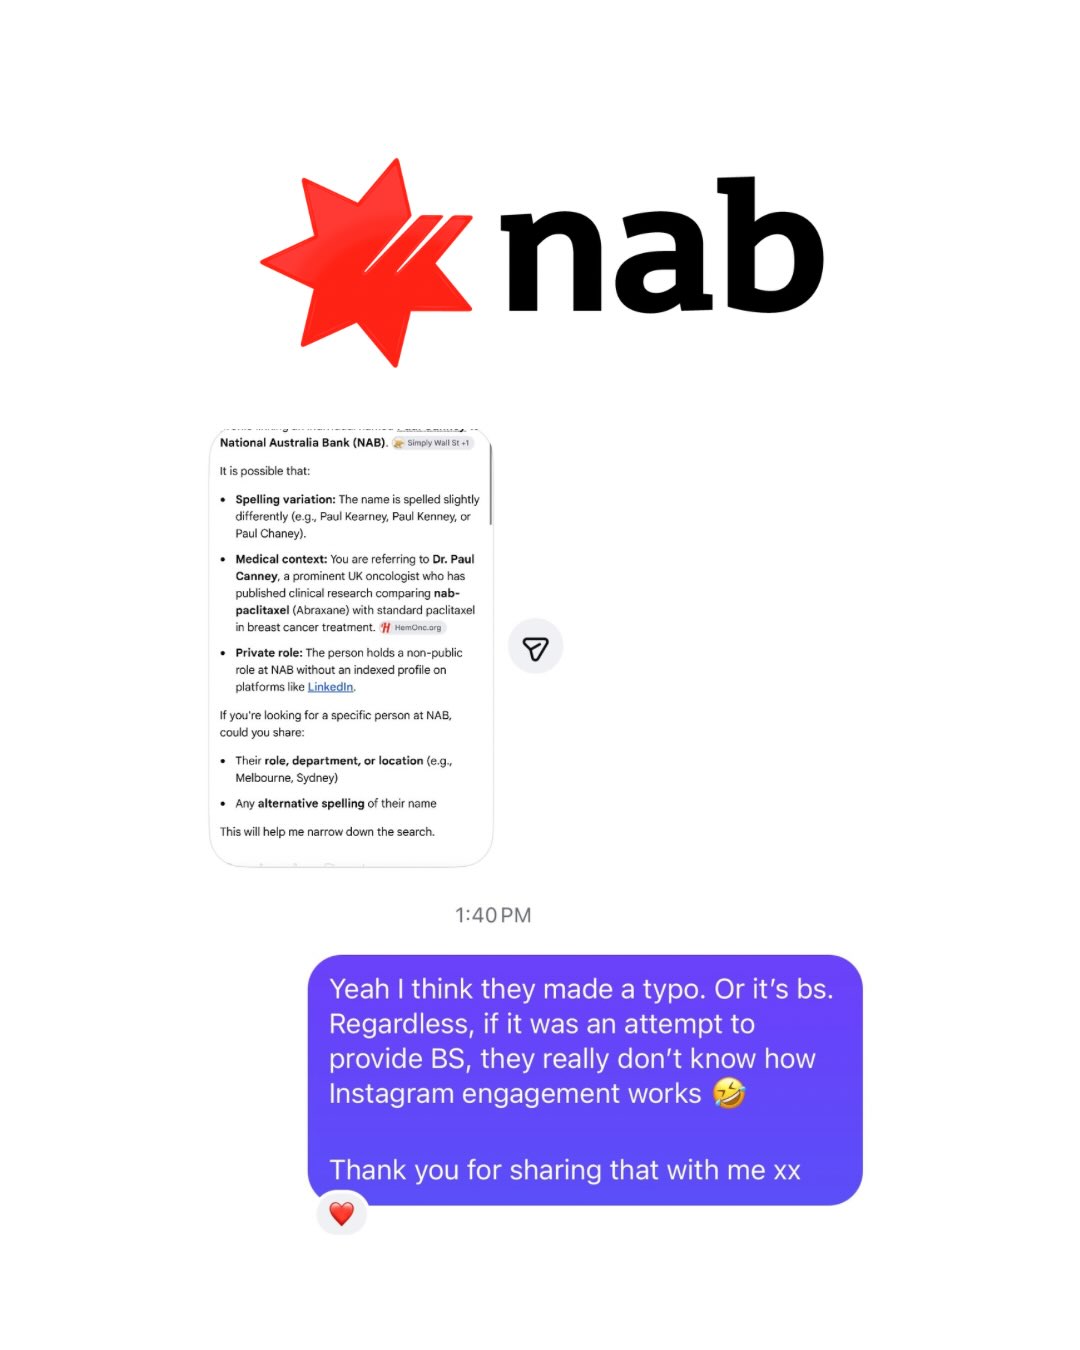 nab
National Australia Bank (NAB). Simply Wall St +1
It is possible that:
• Spelling variation: The name is spelled slightly
differently (e.g., Paul Kearney, Paul Kenney, or
Paul Chaney).
• Medical context: You are referring to Dr. Paul
Canney, a prominent UK oncologist who has
published clinical research comparing nab-
paclitaxel (Abraxane) with standard paclitaxel
in breast cancer treatment. HemOnc.org
• Private role: The person holds a non-public
role at NAB without an indexed profile on
platforms like LinkedIn.
If you're looking for a specific person at NAB,
could you share:
• Their role, department, or location (e.g.,
Melbourne, Sydney)
• Any alternative spelling of their name
This will help me narrow down the search.
1:40 PM
Yeah I think they made a typo. Or it’s bs.
Regardless, if it was an attempt to
provide BS, they really don’t know how
Instagram engagement works 🤣
Thank you for sharing that with me xx